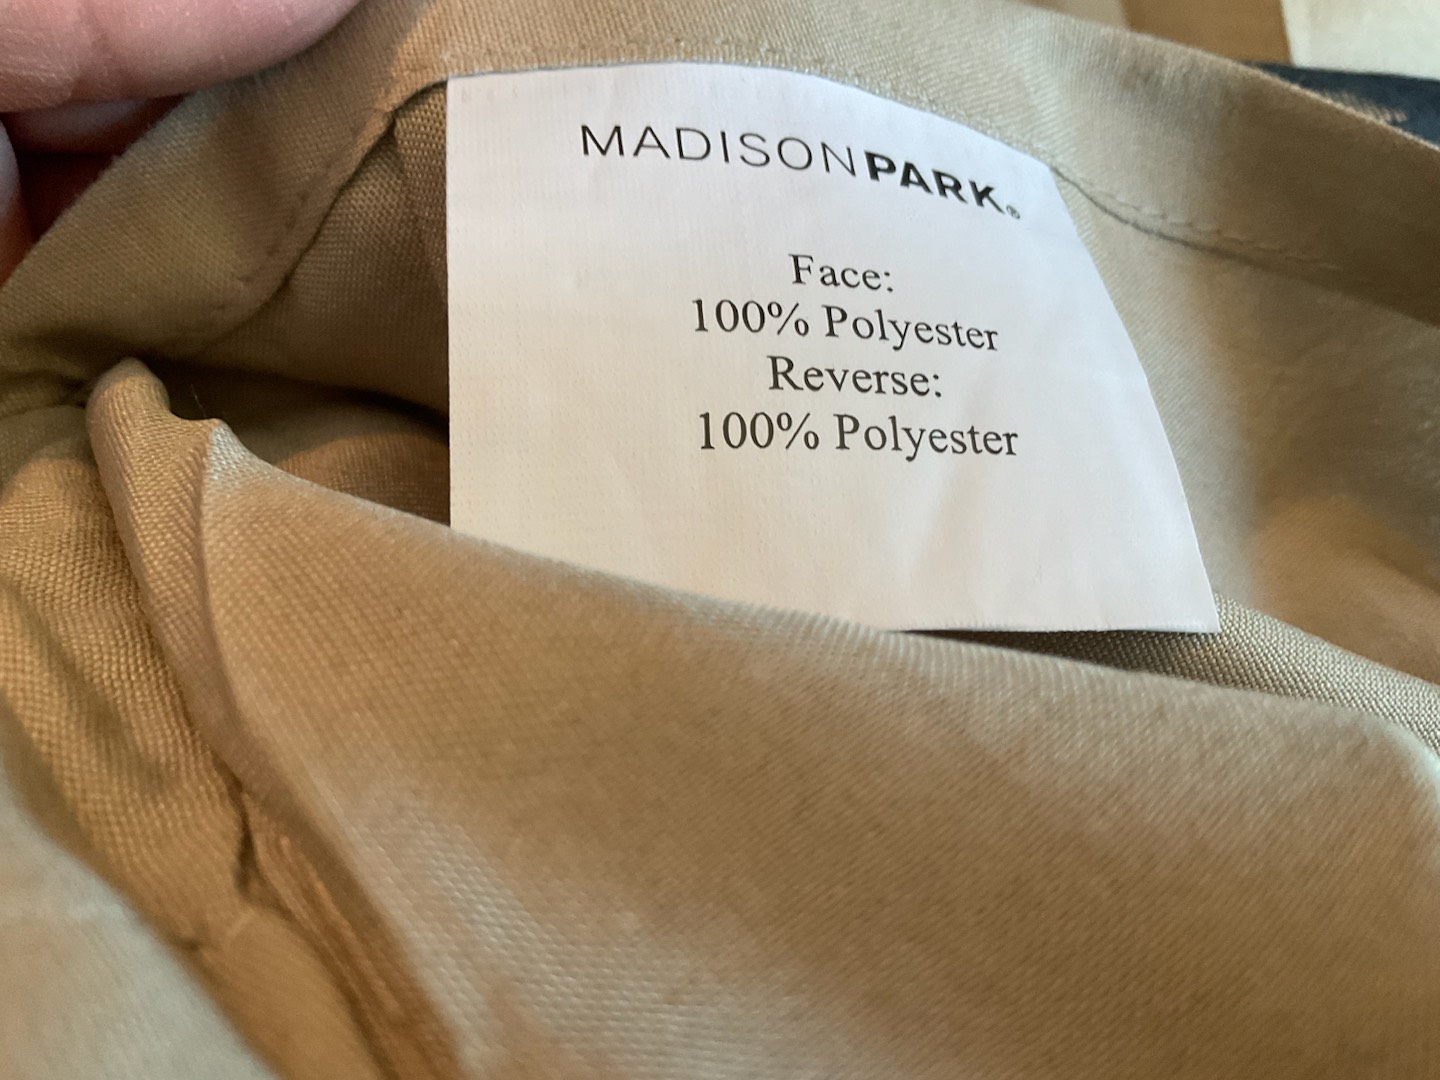 MADISONPARK®
Face:
100% Polyester
Reverse:
100% Polyester